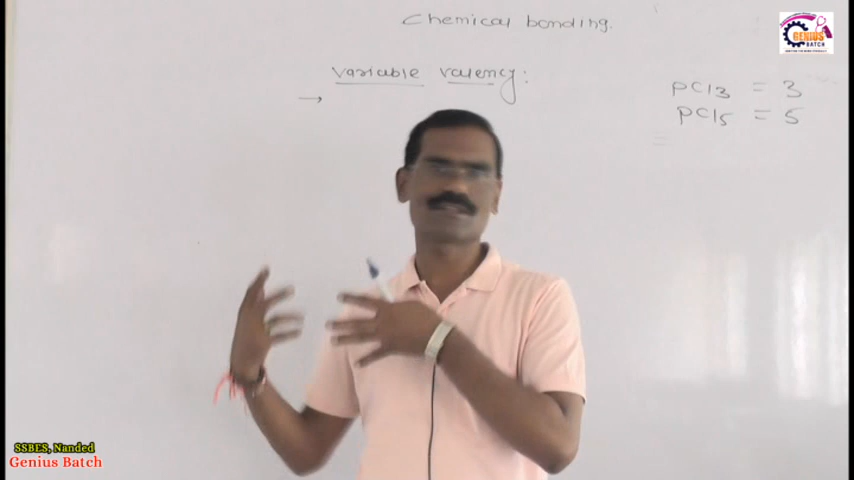 Chemical bonding.
variable valency:
→
PCl3 = 3
PCl5 = 5
=
GENIUS
BATCH
SSBES, Nanded
Genius Batch